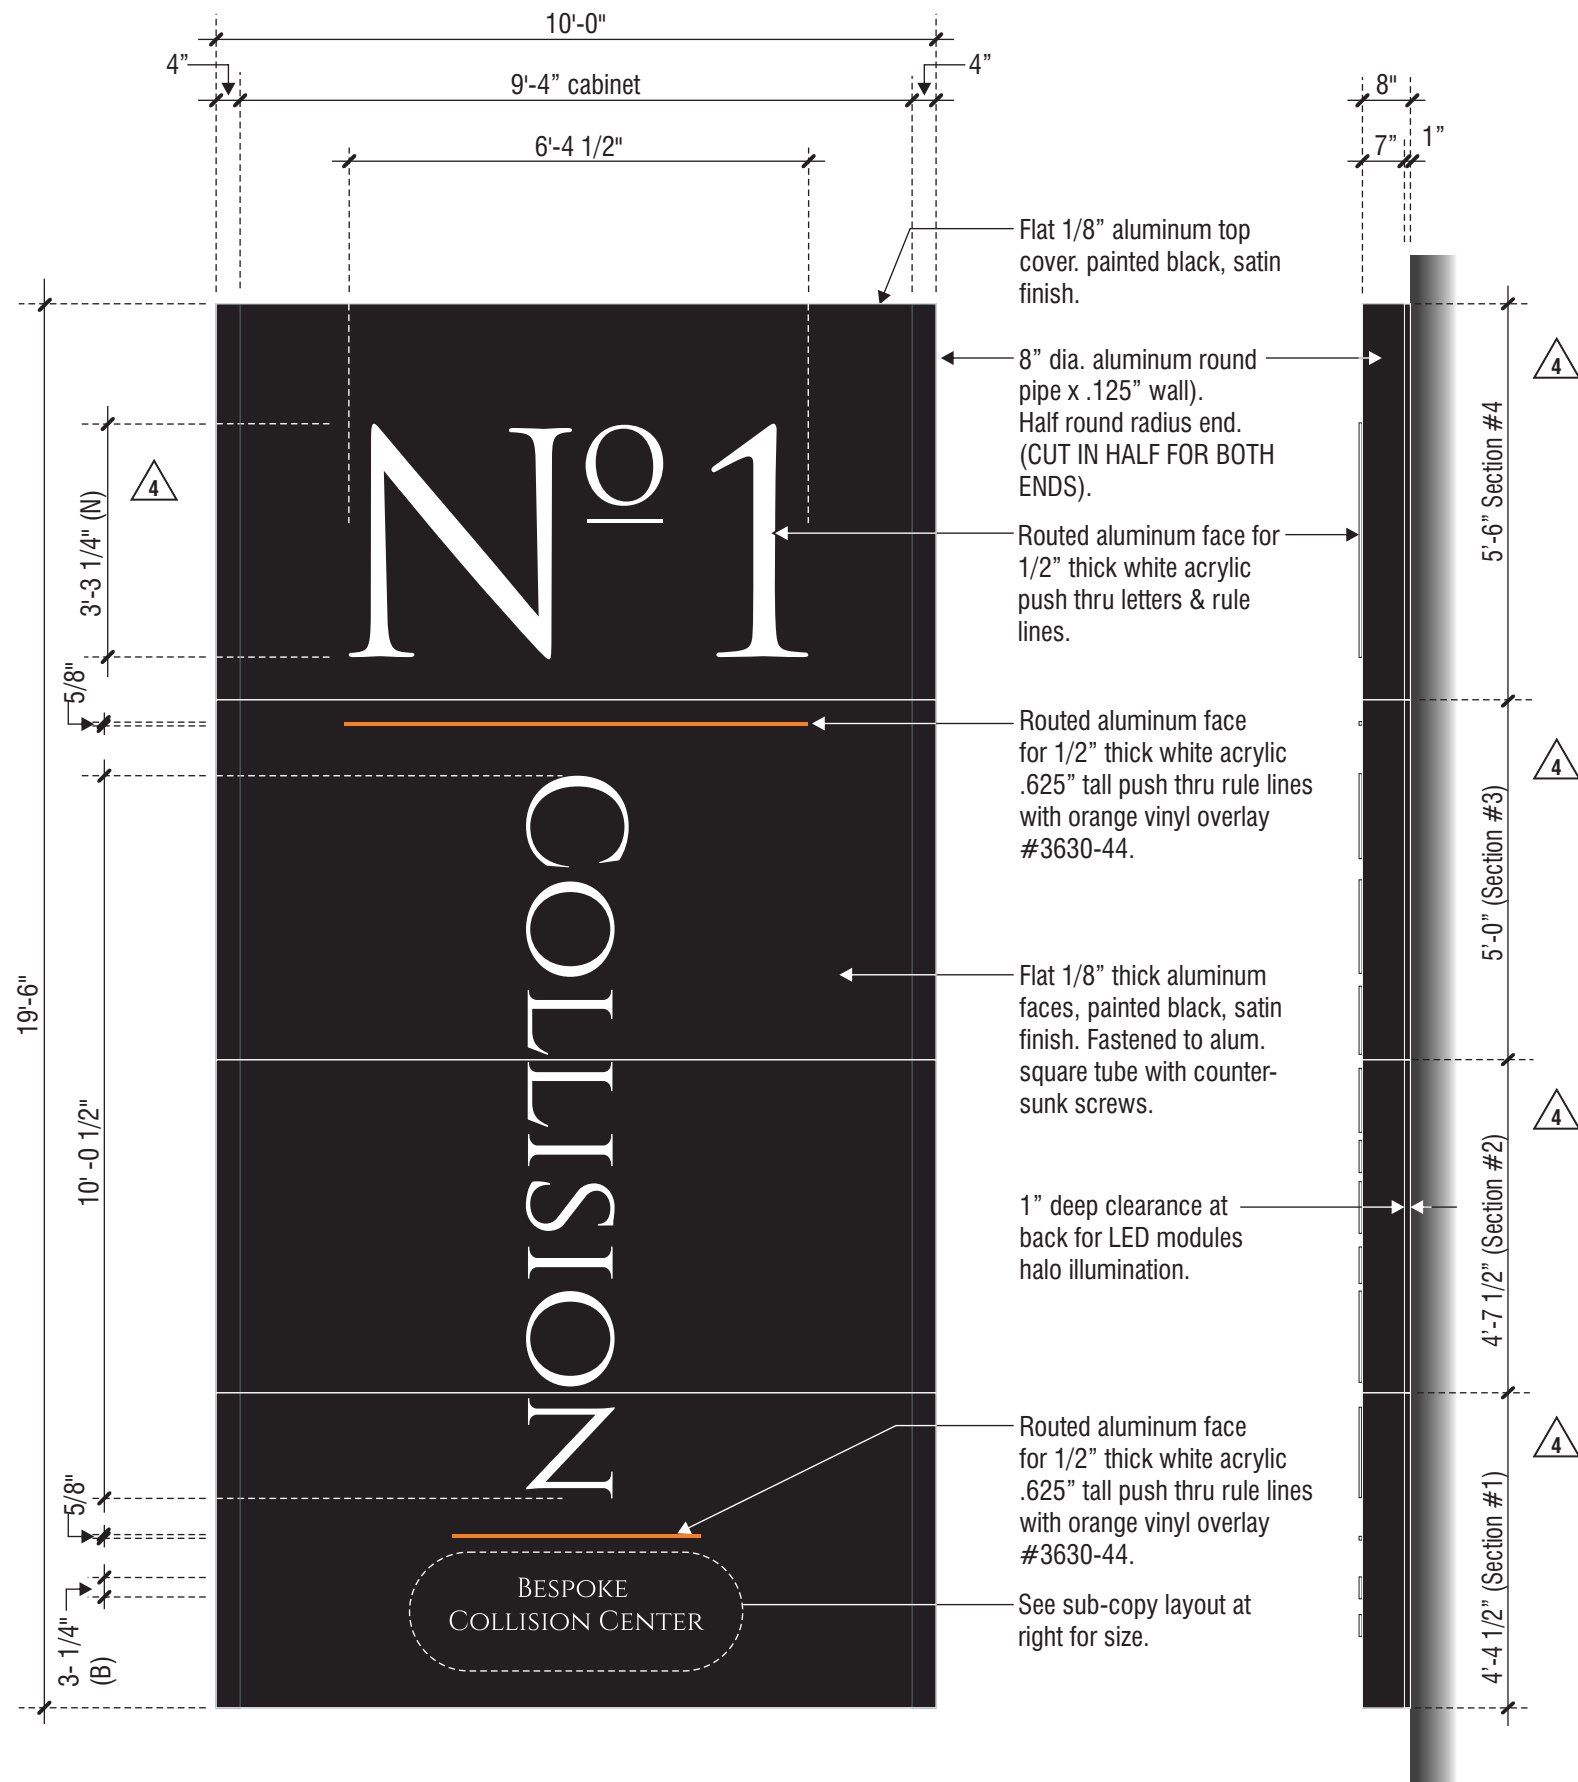 10'-0"
4”
9'-4” cabinet
4”
6'-4 1/2"
8"
7”
1”
Flat 1/8” aluminum top
cover. painted black, satin
finish.
8” dia. aluminum round
pipe x .125” wall).
Half round radius end.
(CUT IN HALF FOR BOTH
ENDS).
4
5'-6” Section #4
No1
3'-3 1/4" (N)
4
Routed aluminum face for
1/2” thick white acrylic
push thru letters & rule
lines.
5/8"
Routed aluminum face
for 1/2” thick white acrylic
.625” tall push thru rule lines
with orange vinyl overlay
#3630-44.
4
5’-0” (Section #3)
COLLISION
19'-6"
10' -0 1/2"
Flat 1/8” thick aluminum
faces, painted black, satin
finish. Fastened to alum.
square tube with counter-
sunk screws.
4
4’-7 1/2” (Section #2)
1” deep clearance at
back for LED modules
halo illumination.
Routed aluminum face
for 1/2” thick white acrylic
.625” tall push thru rule lines
with orange vinyl overlay
#3630-44.
4
4’-4 1/2” (Section #1)
5/8"
3- 1/4"
(B)
BESPOKE
COLLISION CENTER
See sub-copy layout at
right for size.